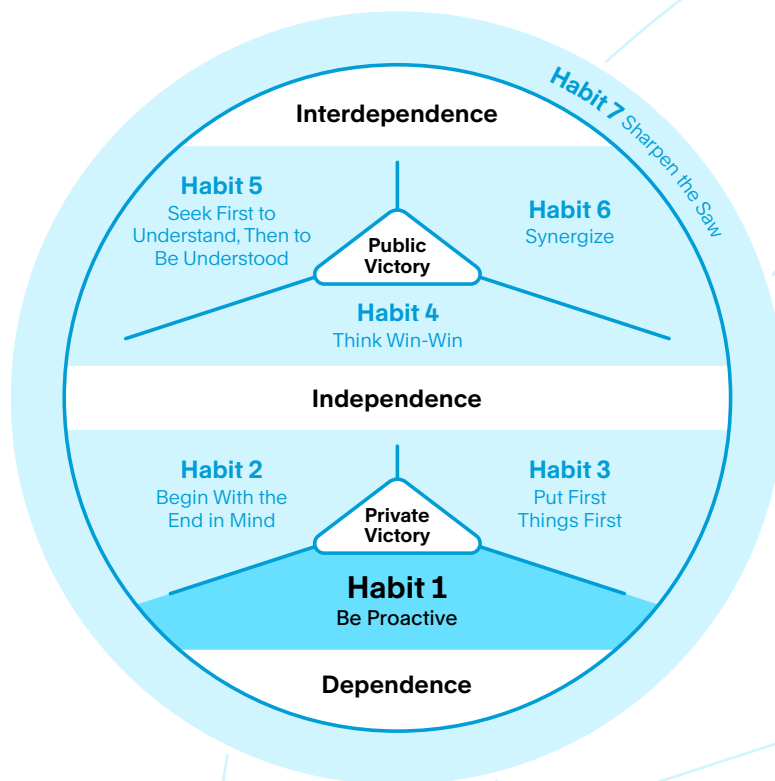 Habit 7 Sharpen the Saw
Interdependence
Habit 5
Seek First to
Understand, Then to
Be Understood
Habit 6
Synergize
Public
Victory
Habit 4
Think Win-Win
Independence
Habit 2
Begin With the
End in Mind
Habit 3
Put First
Things First
Private
Victory
Habit 1
Be Proactive
Dependence